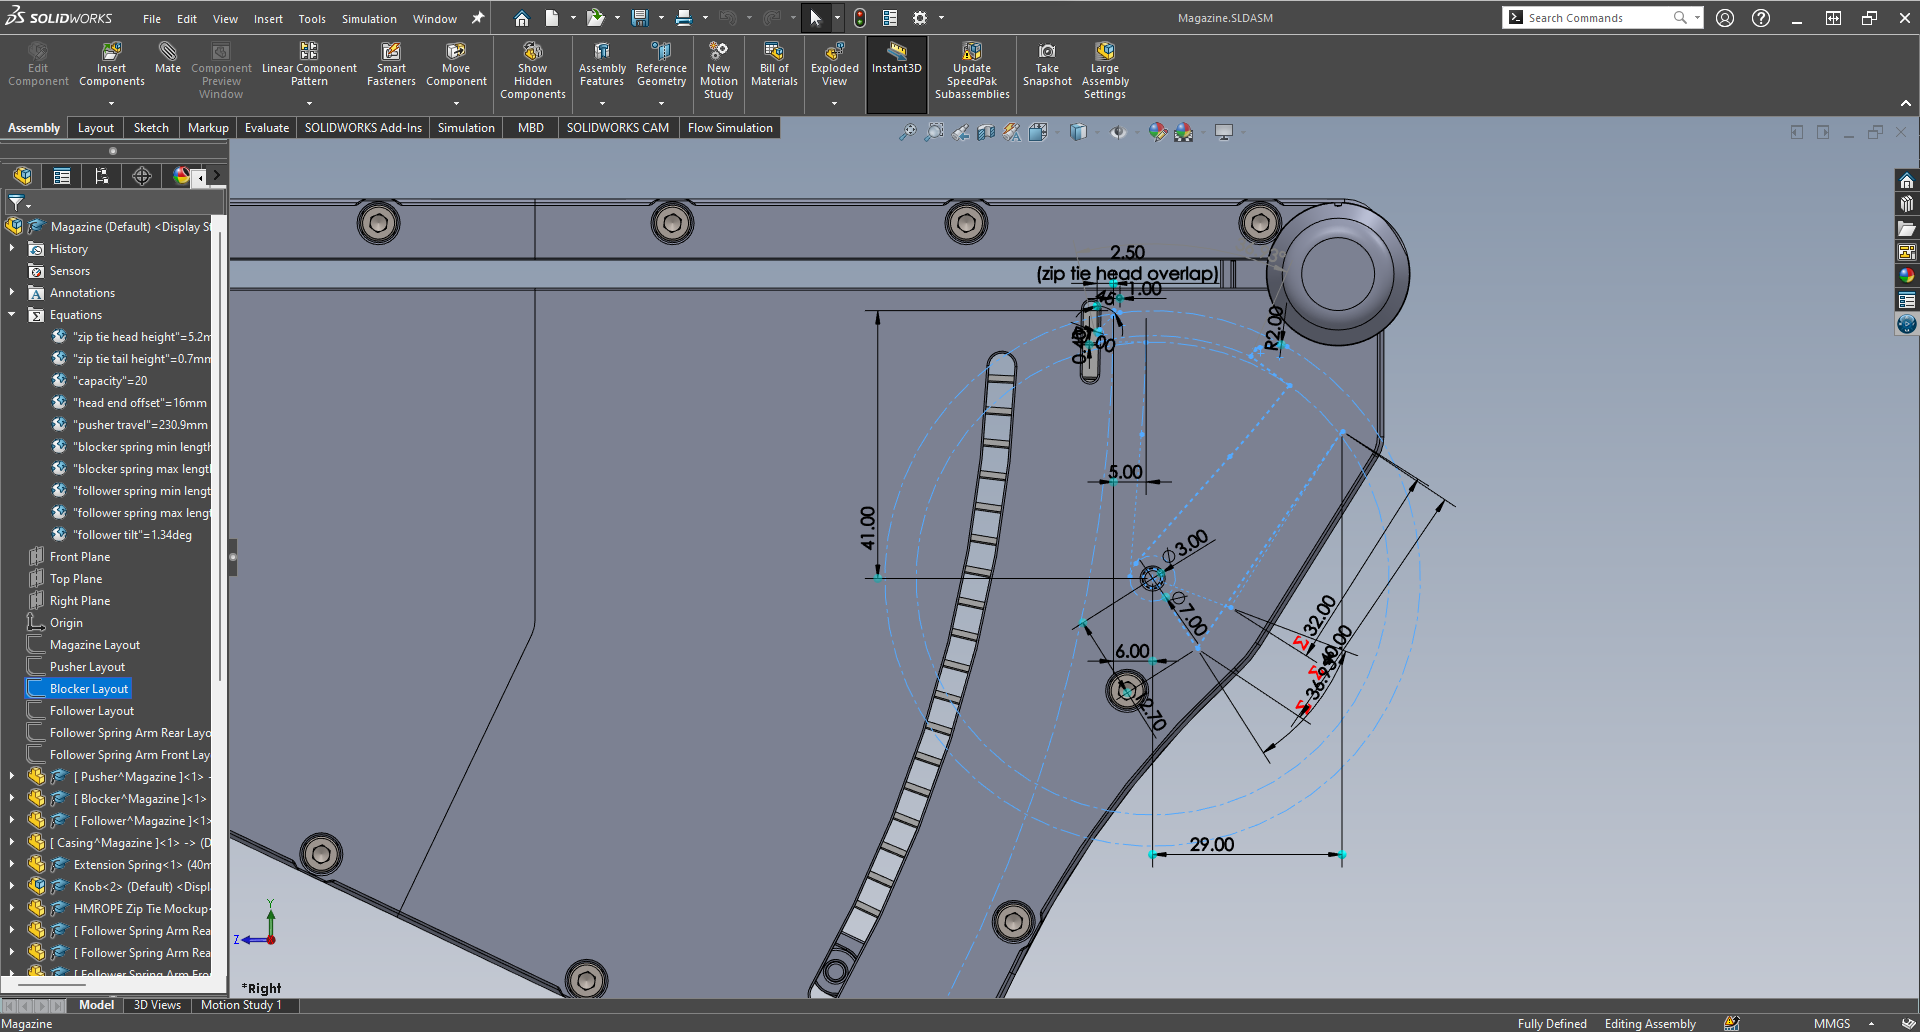 SOLIDWORKS
File Edit View Insert Tools Simulation Window
Magazine.SLDASM
Search Commands
Edit Component
Insert Components
Mate
Component Preview Window
Linear Component Pattern
Smart Fasteners
Move Component
Show Hidden Components
Assembly Features
Reference Geometry
New Motion Study
Bill of Materials
Exploded View
Instant3D
Update SpeedPak Subassemblies
Take Snapshot
Large Assembly Settings
Assembly Layout Sketch Markup Evaluate SOLIDWORKS Add-Ins Simulation MBD SOLIDWORKS CAM Flow Simulation
Magazine (Default) <Display St
History
Sensors
Annotations
Equations
"zip tie head height"=5.2m
"zip tie tail height"=0.7mm
"capacity"=20
"head end offset"=16mm
"pusher travel"=230.9mm
"blocker spring min length
"blocker spring max lengt
"follower spring min lengt
"follower spring max leng
"follower tilt"=1.34deg
Front Plane
Top Plane
Right Plane
Origin
Magazine Layout
Pusher Layout
Blocker Layout
Follower Layout
Follower Spring Arm Rear Layo
Follower Spring Arm Front Lay
[ Pusher^Magazine ]<1> -
[ Blocker^Magazine ]<1>
[ Follower^Magazine ]<1>
[ Casing^Magazine ]<1> -> (D
Extension Spring<1> (40m
Knob<2> (Default) <Displ
HMROPE Zip Tie Mockup<
[ Follower Spring Arm Rea
[ Follower Spring Arm Rea
[ Follower Spring Arm Fro
2.50
(zip tie head overlap)
1.00
R2.00
41.00
5.00
Ø3.00
Ø7.00
6.00
Σ 32.00
29.00
Y
Z
*Right
Model 3D Views Motion Study 1
Magazine
Fully Defined Editing Assembly MMGS